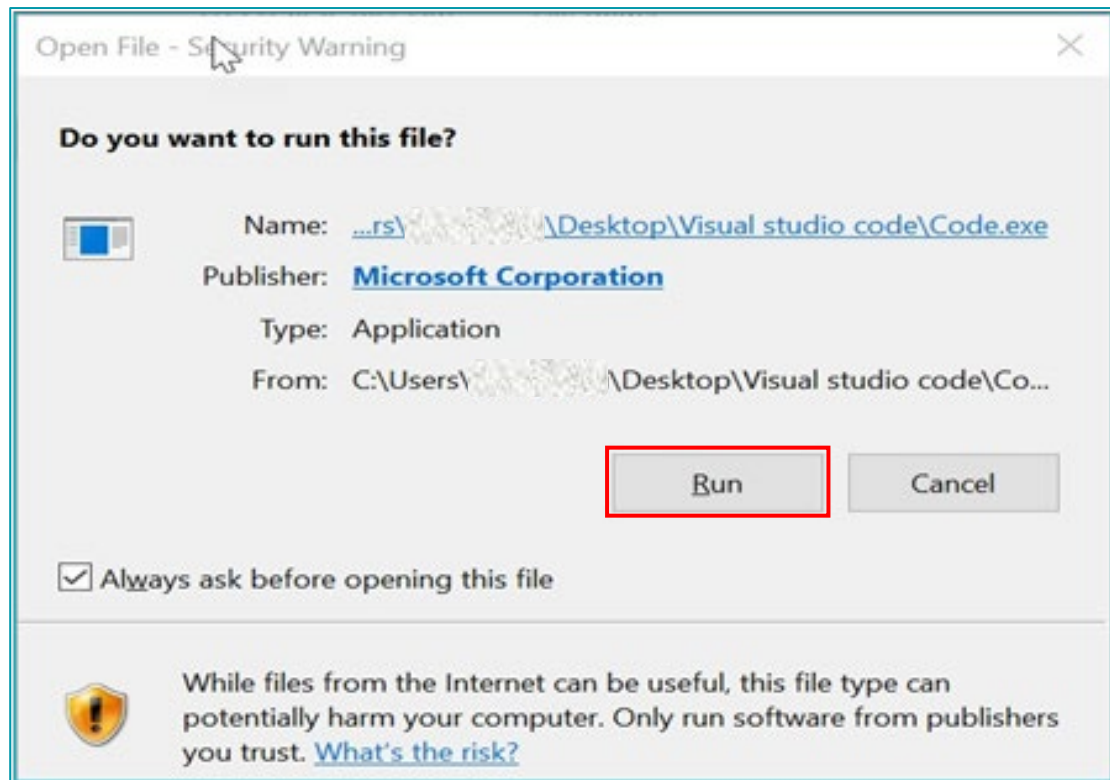 Open File - Security Warning
Do you want to run this file?
Name: ...rs\ \Desktop\Visual studio code\Code.exe
Publisher: Microsoft Corporation
Type: Application
From: C:\Users\ \Desktop\Visual studio code\Co...
Run Cancel
Always ask before opening this file
While files from the Internet can be useful, this file type can
potentially harm your computer. Only run software from publishers
you trust. What's the risk?